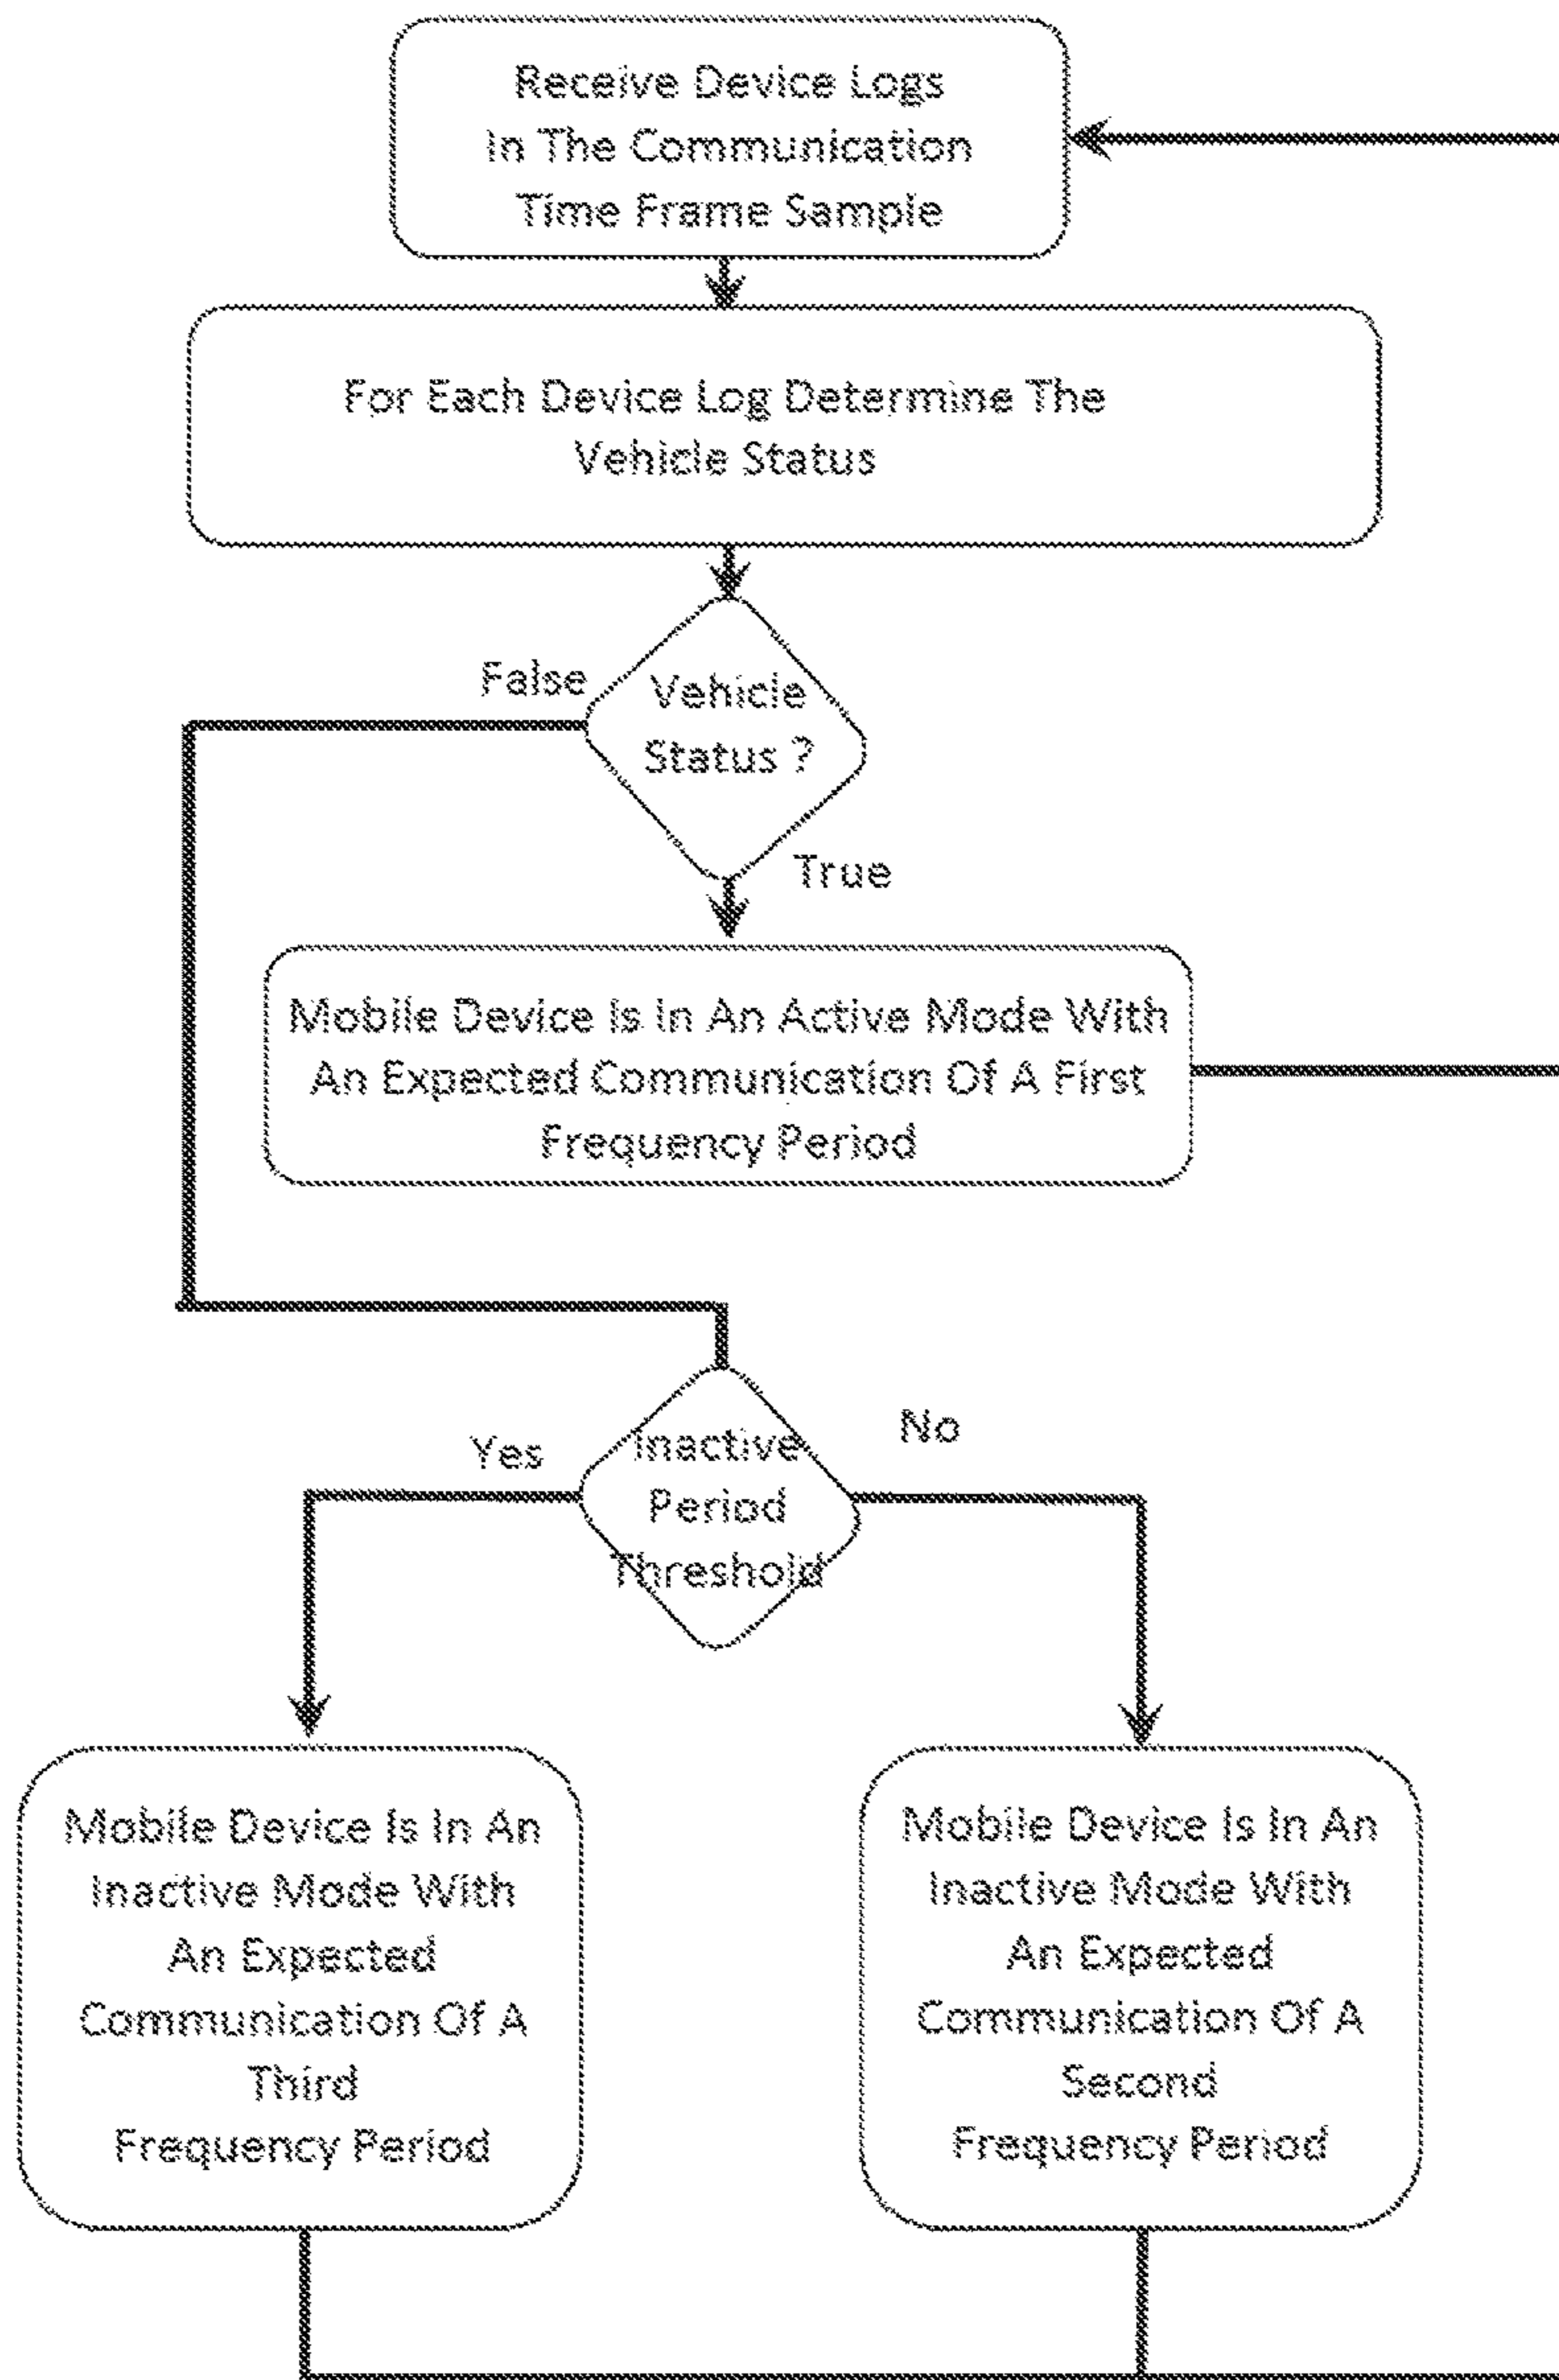 Receive Device Logs
In The Communication
Time Frame Sample
For Each Device Log Determine The
Vehicle Status
False
Vehicle
Status ?
True
Mobile Device Is In An Active Mode With
An Expected Communication Of A First
Frequency Period
Yes
Inactive
Period
Threshold
No
Mobile Device Is In An
Inactive Mode With
An Expected
Communication Of A
Third
Frequency Period
Mobile Device Is In An
Inactive Mode With
An Expected
Communication Of A
Second
Frequency Period